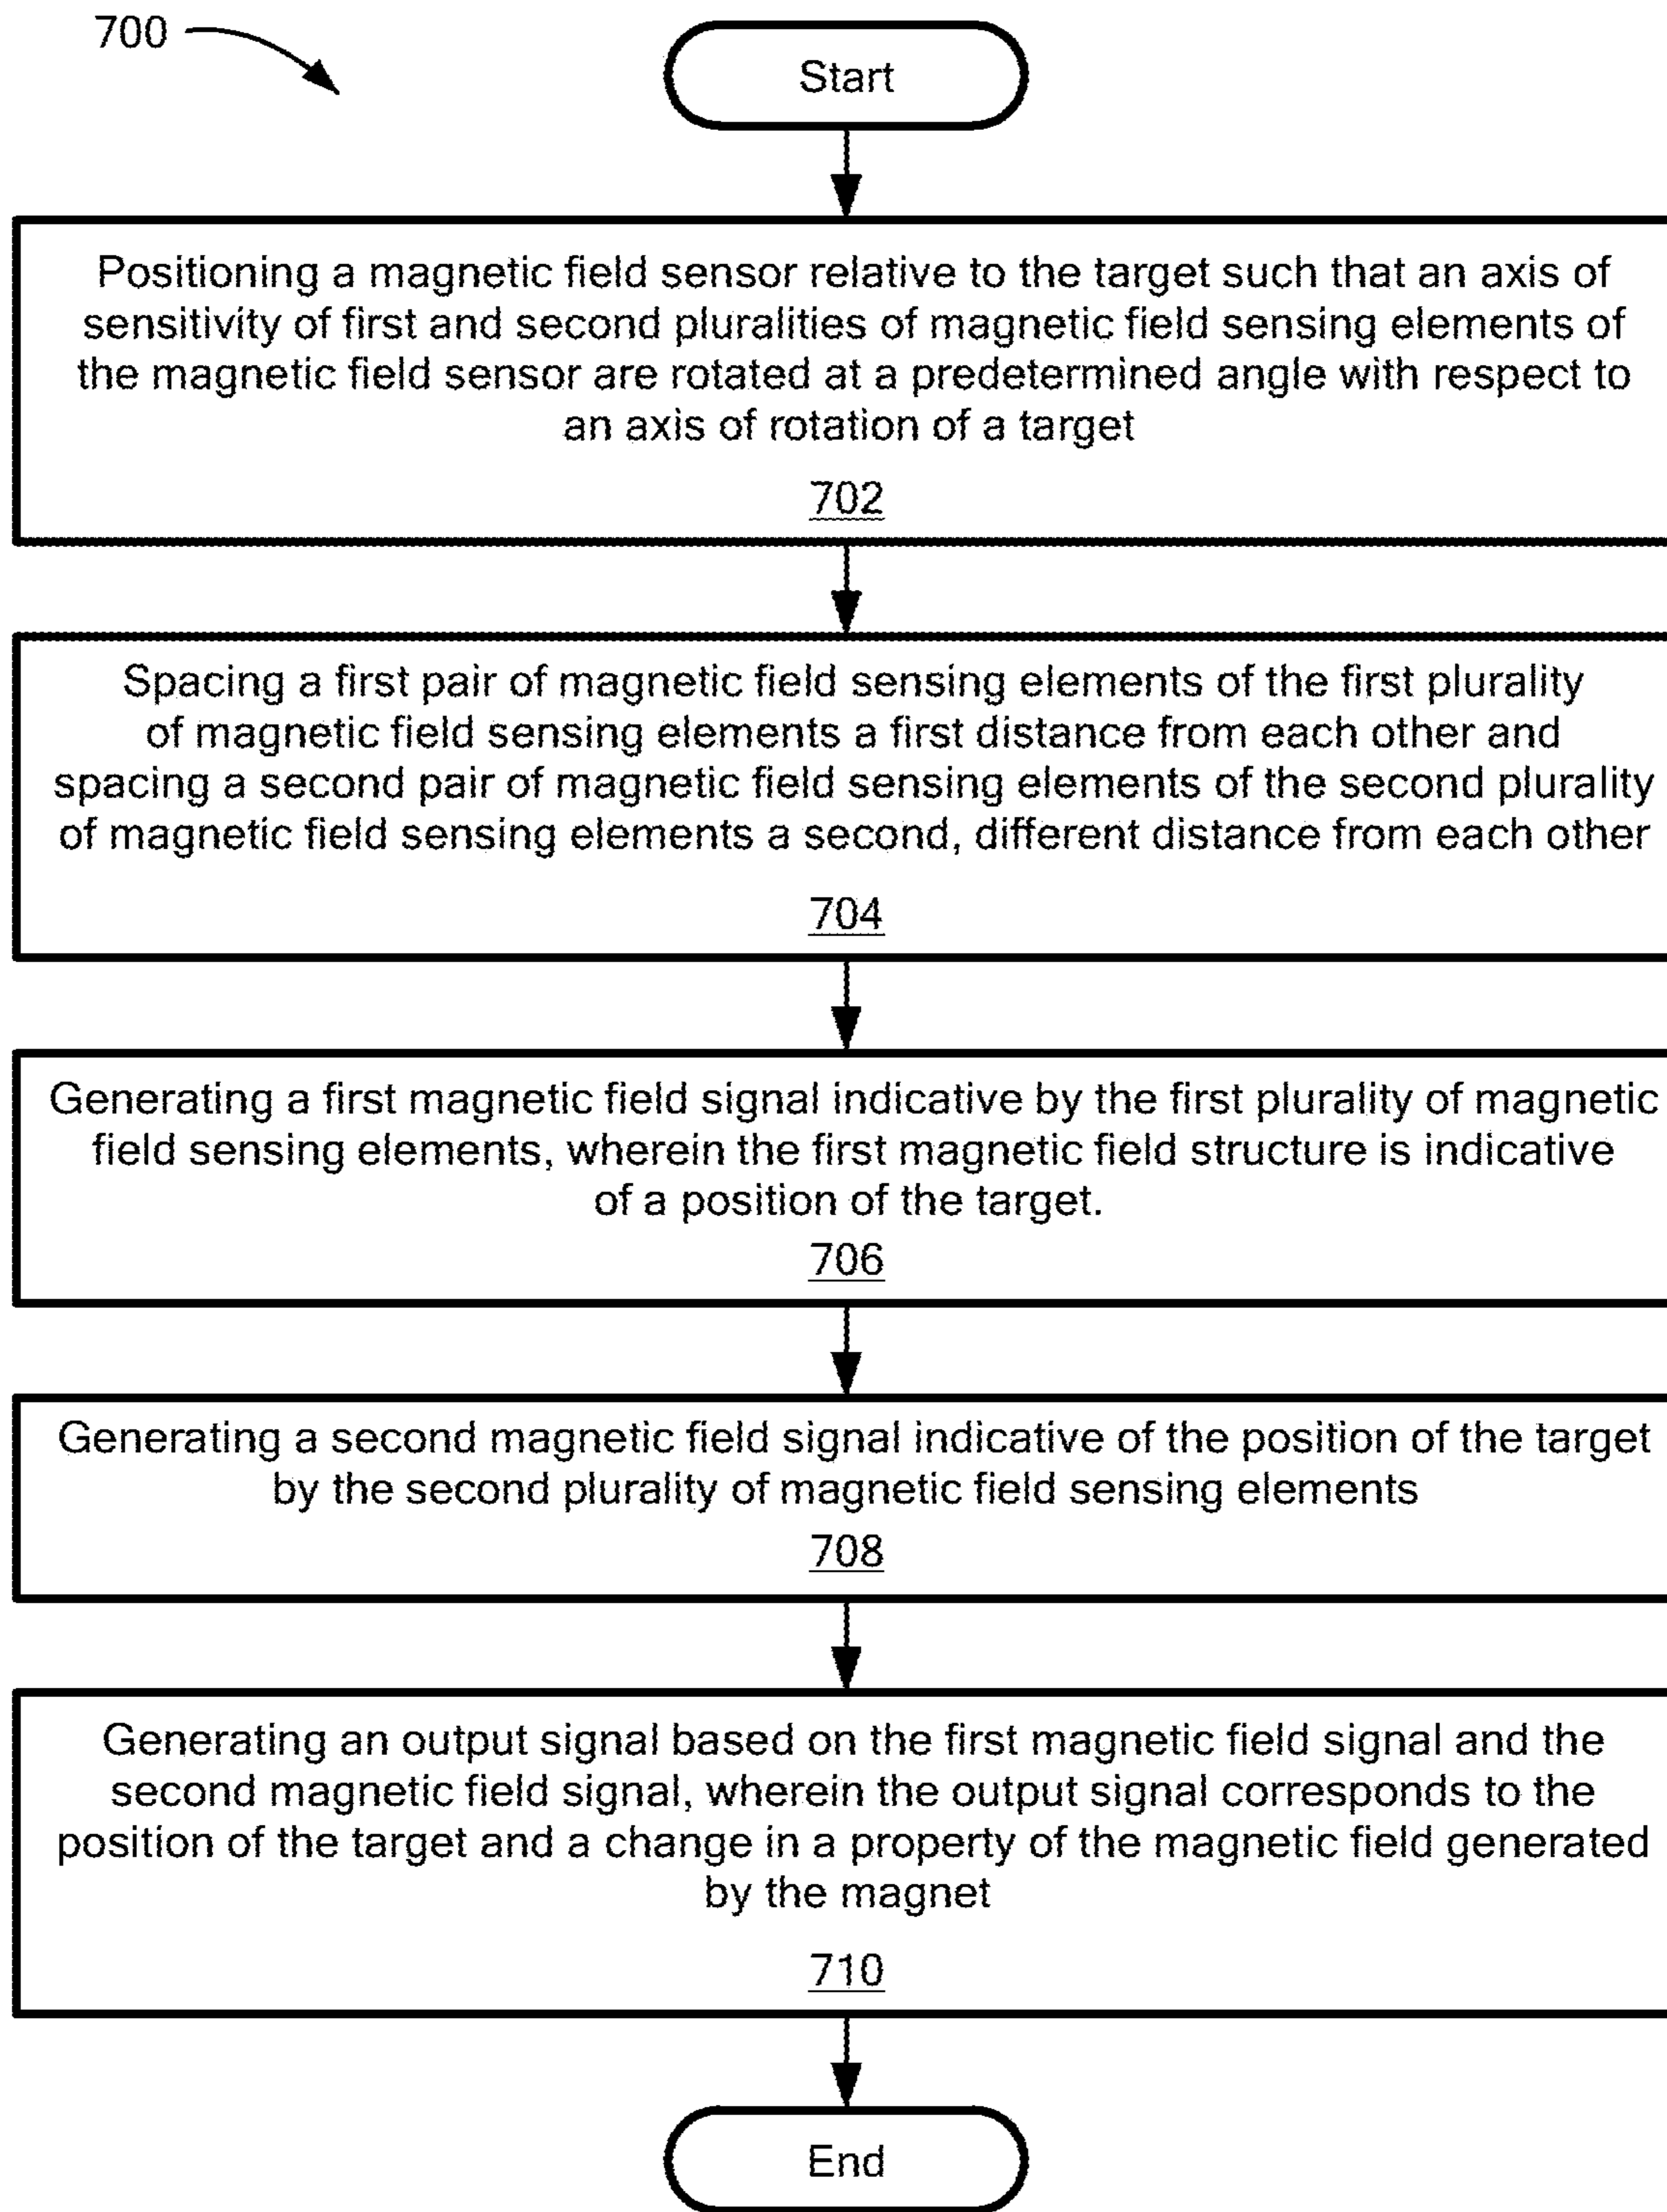 700
Start
Positioning a magnetic field sensor relative to the target such that an axis of
sensitivity of first and second pluralities of magnetic field sensing elements of
the magnetic field sensor are rotated at a predetermined angle with respect to
an axis of rotation of a target
702
Spacing a first pair of magnetic field sensing elements of the first plurality
of magnetic field sensing elements a first distance from each other and
spacing a second pair of magnetic field sensing elements of the second plurality
of magnetic field sensing elements a second, different distance from each other
704
Generating a first magnetic field signal indicative by the first plurality of magnetic
field sensing elements, wherein the first magnetic field structure is indicative
of a position of the target.
706
Generating a second magnetic field signal indicative of the position of the target
by the second plurality of magnetic field sensing elements
708
Generating an output signal based on the first magnetic field signal and the
second magnetic field signal, wherein the output signal corresponds to the
position of the target and a change in a property of the magnetic field generated
by the magnet
710
End